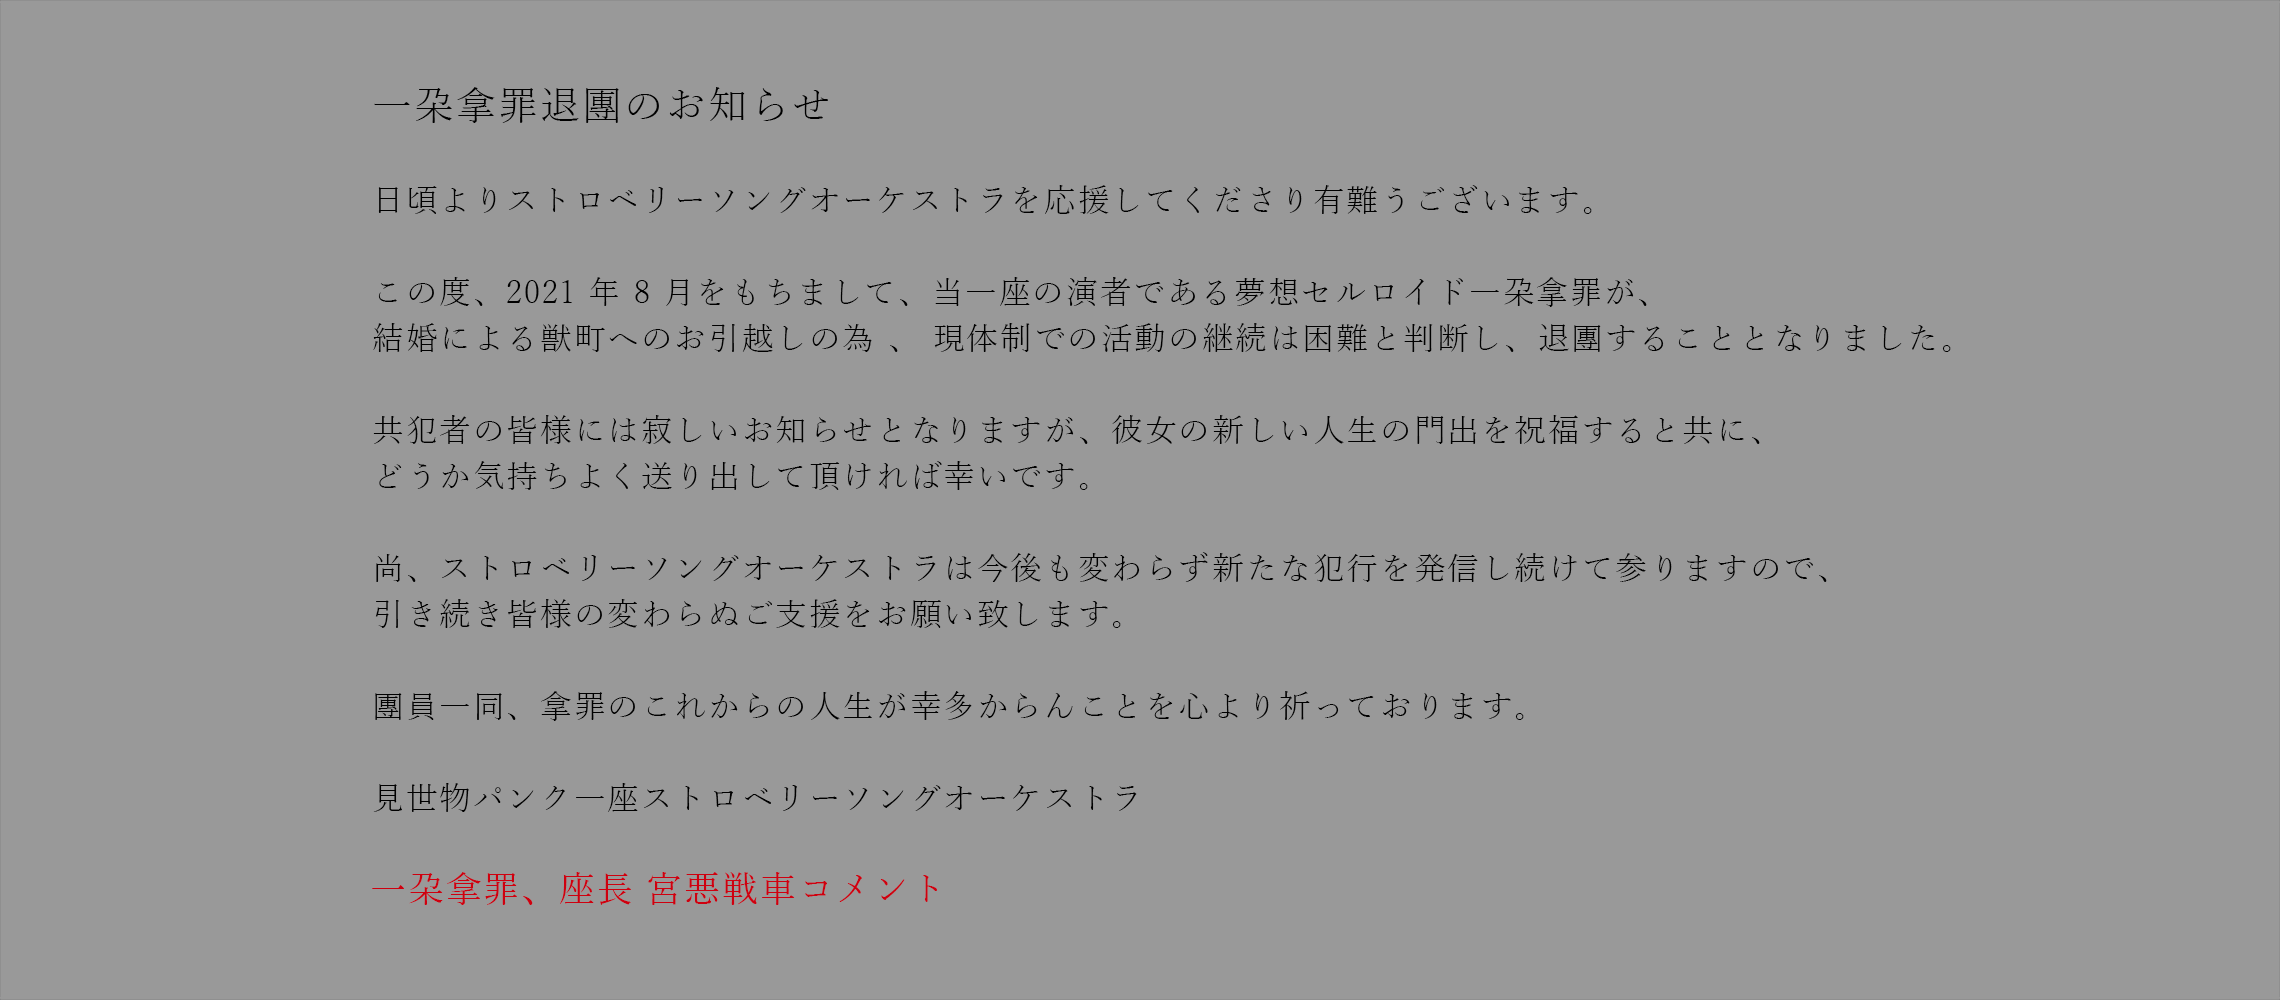 一朶拿罪退團のお知らせ
日頃よりストロベリーソングオーケストラを応援してくださり有難うございます。
この度、2021 年 8 月をもちまして、当一座の演者である夢想セルロイド一朶拿罪が、
結婚による獣町へのお引越しの為 、 現体制での活動の継続は困難と判断し、退團することとなりました。
共犯者の皆様には寂しいお知らせとなりますが、彼女の新しい人生の門出を祝福すると共に、
どうか気持ちよく送り出して頂ければ幸いです。
尚、ストロベリーソングオーケストラは今後も変わらず新たな犯行を発信し続けて参りますので、
引き続き皆様の変わらぬご支援をお願い致します。
團員一同、拿罪のこれからの人生が幸多からんことを心より祈っております。
見世物パンク一座ストロベリーソングオーケストラ
一朶拿罪、座長 宮悪戦車コメント